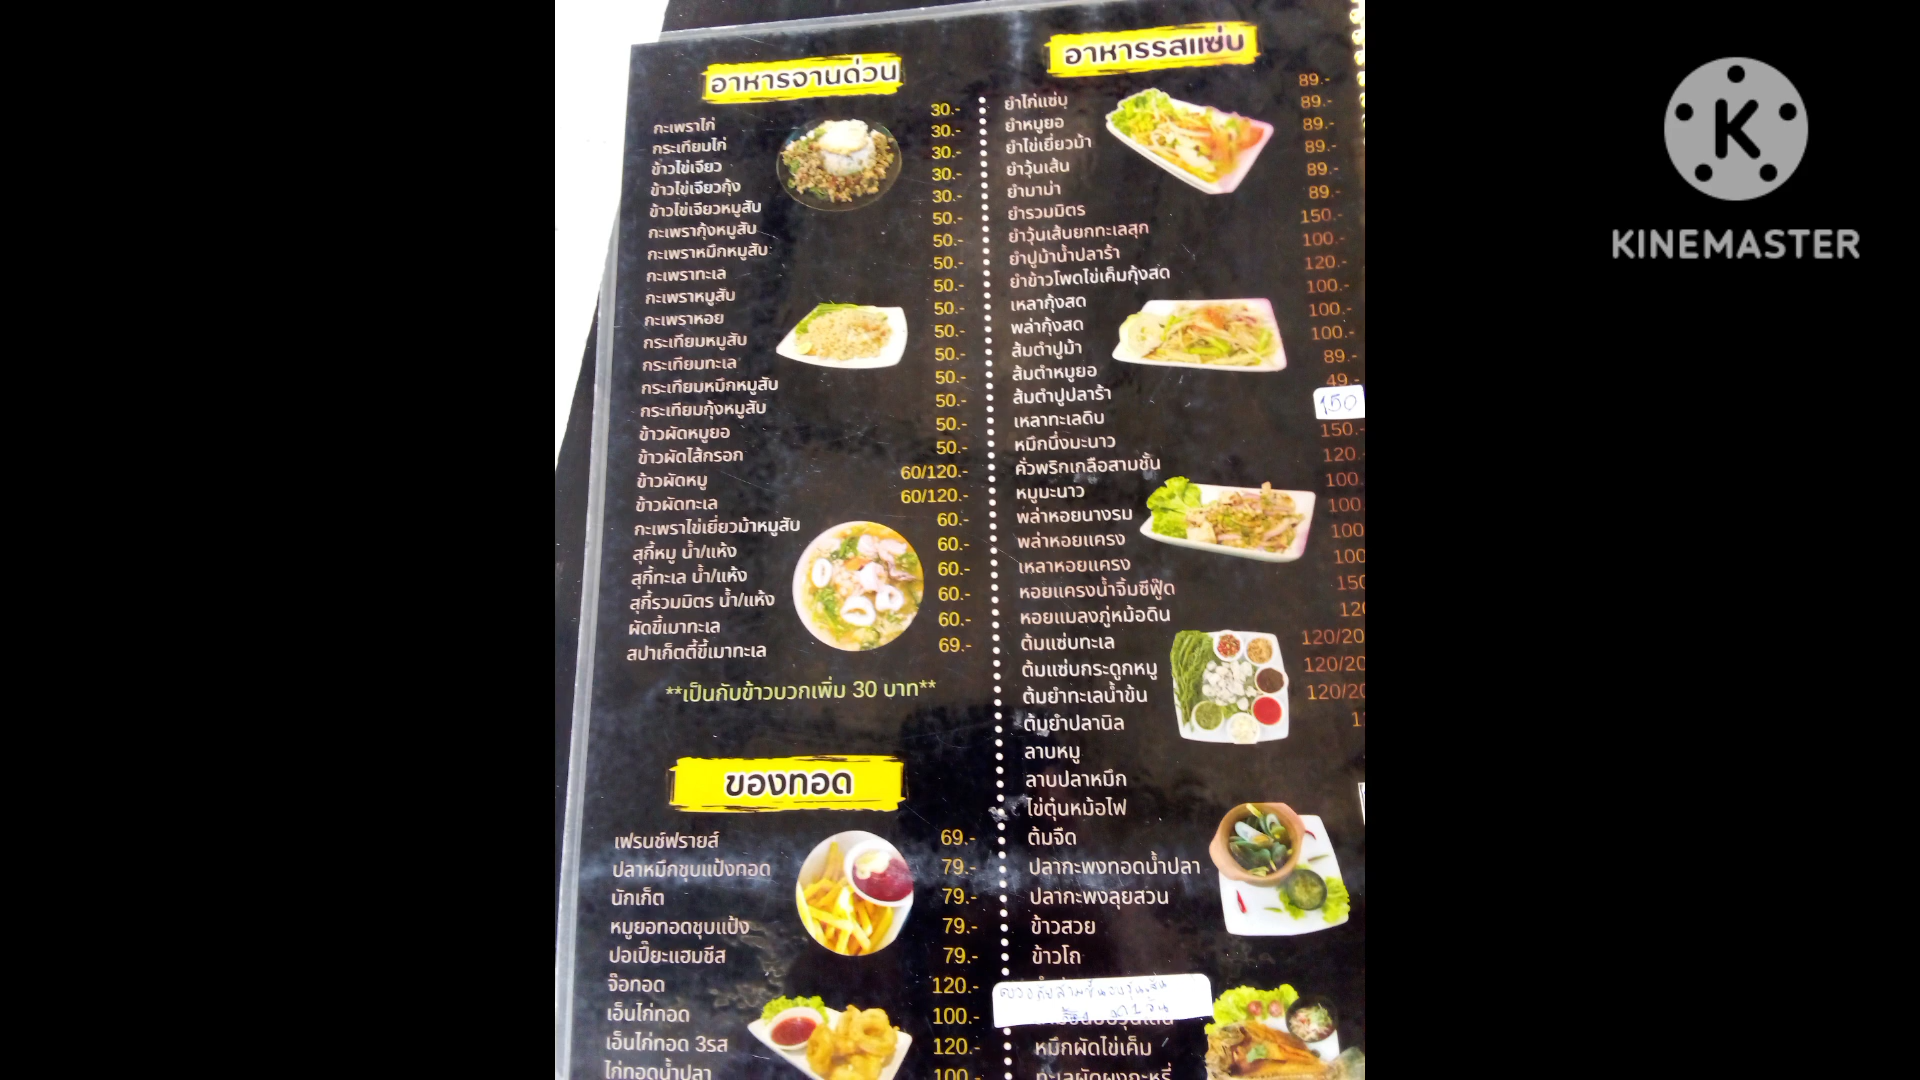 อาหารจานด่วน
กะเพราไก่ 30.-
กระเทียมไก่ 30.-
ข้าวไข่เจียว 30.-
ข้าวไข่เจียวกุ้ง 30.-
ข้าวไข่เจียวหมูสับ 30.-
กะเพรากุ้งหมูสับ 50.-
กะเพราหมึกหมูสับ 50.-
กะเพราทะเล 50.-
กะเพราหมูสับ 50.-
กะเพราหอย 50.-
กระเทียมหมูสับ 50.-
กระเทียมทะเล 50.-
กระเทียมหมึกหมูสับ 50.-
กระเทียมกุ้งหมูสับ 50.-
ข้าวผัดหมูยอ 50.-
ข้าวผัดไส้กรอก 50.-
ข้าวผัดหมู 60/120.-
ข้าวผัดทะเล 60/120.-
กะเพราไข่เยี่ยวม้าหมูสับ 60.-
สุกี้หมู น้ำ/แห้ง 60.-
สุกี้ทะเล น้ำ/แห้ง 60.-
สุกี้รวมมิตร น้ำ/แห้ง 60.-
ผัดขี้เมาทะเล 60.-
สปาเก็ตตี้ขี้เมาทะเล 69.-
**เป็นกับข้าวบวกเพิ่ม 30 บาท**
ของทอด
เฟรนช์ฟรายส์ 69.-
ปลาหมึกชุบแป้งทอด 79.-
นักเก็ต 79.-
หมูยอทอดชุบแป้ง 79.-
ปอเปี๊ยะแฮมชีส 79.-
จ๊อทอด 120.-
เอ็นไก่ทอด 100.-
เอ็นไก่ทอด 3รส 120.-
ไก่ทอดน้ำปลา 100.-
อาหารรสแซ่บ
ยำไก่แซ่บ 89.-
ยำหมูยอ 89.-
ยำไข่เยี่ยวม้า 89.-
ยำวุ้นเส้น 89.-
ยำมาม่า 89.-
ยำรวมมิตร 89.-
ยำวุ้นเส้นยกทะเลสุก 150.-
ยำปูม้าน้ำปลาร้า 100.-
ยำข้าวโพดไข่เค็มกุ้งสด 120.-
เหลากุ้งสด 100.-
พล่ากุ้งสด 100.-
ส้มตำปูม้า 100.-
ส้มตำหมูยอ 89.-
ส้มตำปูปลาร้า 49.-
เหลาทะเลดิบ 150
หมึกนึ่งมะนาว 150.-
คั่วพริกเกลือสามชั้น 120.
หมูมะนาว 100.
พล่าหอยนางรม 100
พล่าหอยแครง 100
เหลาหอยแครง 100
หอยแครงน้ำจิ้มซีฟู๊ด 150
หอยแมลงภู่หม้อดิน 120
ต้มแซ่บทะเล 120/20
ต้มแซ่บกระดูกหมู 120/20
ต้มยำทะเลน้ำข้น 120/20
ต้มยำปลานิล
ลาบหมู
ลาบปลาหมึก
ไข่ตุ๋นหม้อไฟ
ต้มจืด
ปลากะพงทอดน้ำปลา
ปลากะพงลุยสวน
ข้าวสวย
ข้าวโถ
หมึกผัดไข่เค็ม
ทะเลผัดผงกะหรี่
KINEMASTER